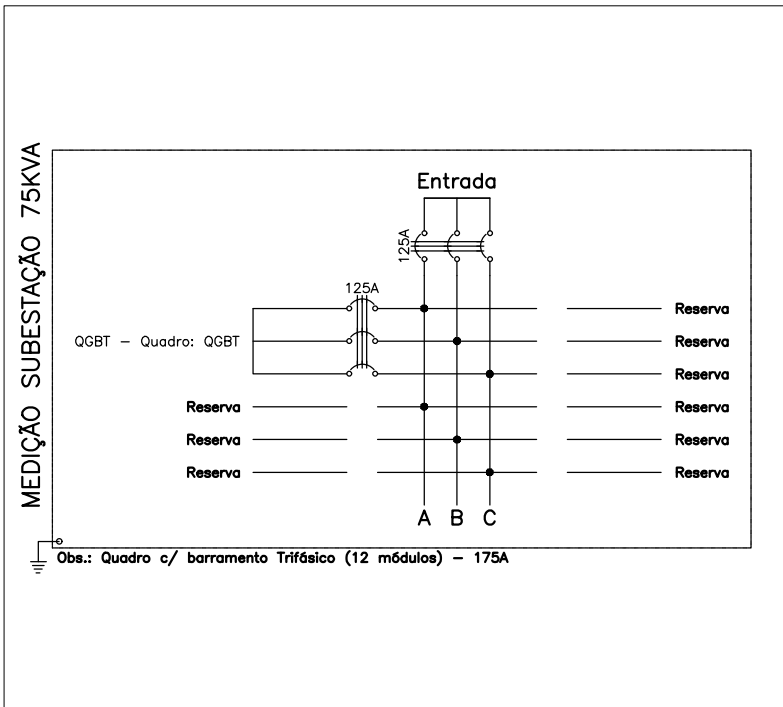 MEDIÇÃO SUBESTAÇÃO 75KVA
Entrada
125A
125A
Reserva
QGBT - Quadro: QGBT
Reserva
Reserva
Reserva
Reserva
Reserva
Reserva
Reserva
Reserva
A B C
Obs.: Quadro c/ barramento Trifásico (12 módulos) - 175A